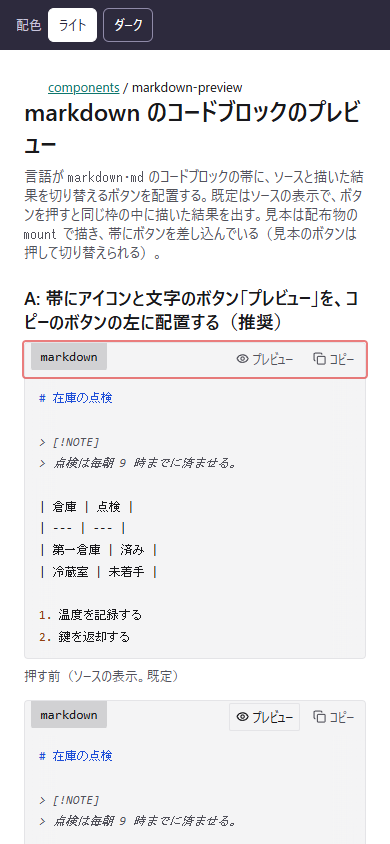 配色 ライト ダーク
components / markdown-preview
markdown のコードブロックのプレビ
ュー
言語が markdown・md のコードブロックの帯に、ソースと描いた結
果を切り替えるボタンを配置する。既定はソースの表示で、ボタ
ンを押すと同じ枠の中に描いた結果を出す。見本は配布物の
mount で描き、帯にボタンを差し込んでいる（見本のボタンは
押して切り替えられる）。
A: 帯にアイコンと文字のボタン「プレビュー」を、コ
ピーのボタンの左に配置する（推奨）
markdown プレビュー コピー
# 在庫の点検
> [!NOTE]
> 点検は毎朝 9 時までに済ませる。
| 倉庫 | 点検 |
| --- | --- |
| 第一倉庫 | 済み |
| 冷蔵室 | 未着手 |
1. 温度を記録する
2. 鍵を返却する
押す前（ソースの表示。既定）
markdown プレビュー コピー
# 在庫の点検
> [!NOTE]
> 点検は毎朝 9 時までに済ませる。